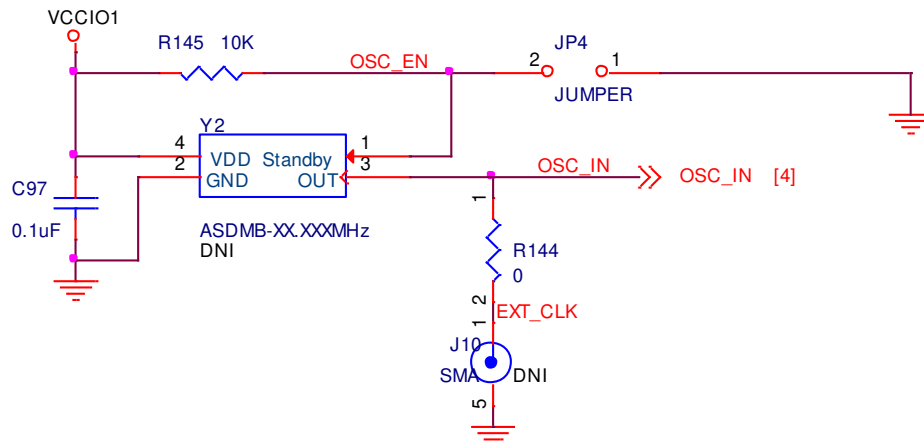 VCCIO1
R145 10K
OSC_EN
JP4
2
1
JUMPER
Y2
4
VDD
Standby
1
2
GND
OUT
3
OSC_IN
OSC_IN [4]
C97
0.1uF
ASDMB-XX.XXXMHz
DNI
1
R144
0
2
EXT_CLK
1
J10
SMA
DNI
5